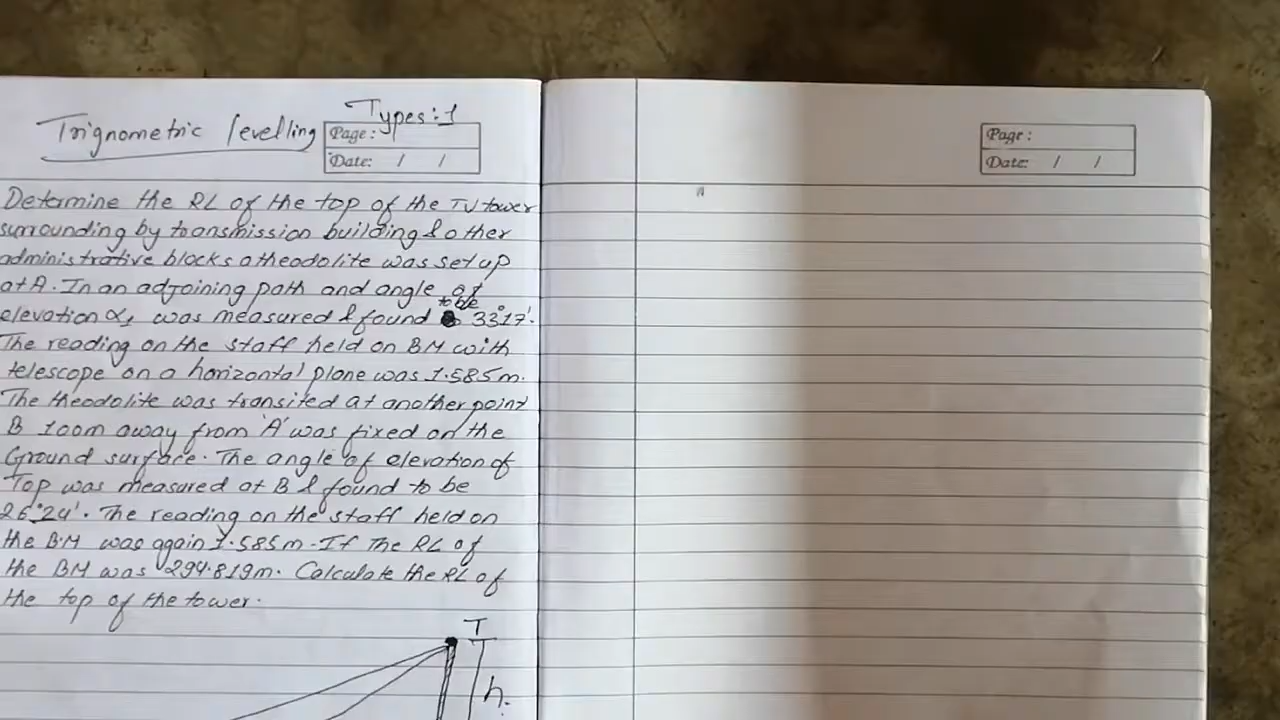 Trignometric levelling
Types:1
Page:
Date: / /
Determine the RL of the top of the TV tower
surrounding by transmission building & other
administrative blocks a theodolite was set up
at A. In an adjoining path and angle of
elevation α₁ was measured & found to be 33°17'.
The reading on the staff held on BM with
telescope on a horizontal plane was 1.585m.
The theodolite was transited at another point
B 100m away from 'A' was fixed on the
Ground surface. The angle of elevation of
Top was measured at B & found to be
26°24'. The reading on the staff held on
the B.M was again 1.585m. If The RL of
the BM was 294.819m. Calculate the RL of
the top of the tower.
T
h.
Page:
Date: / /